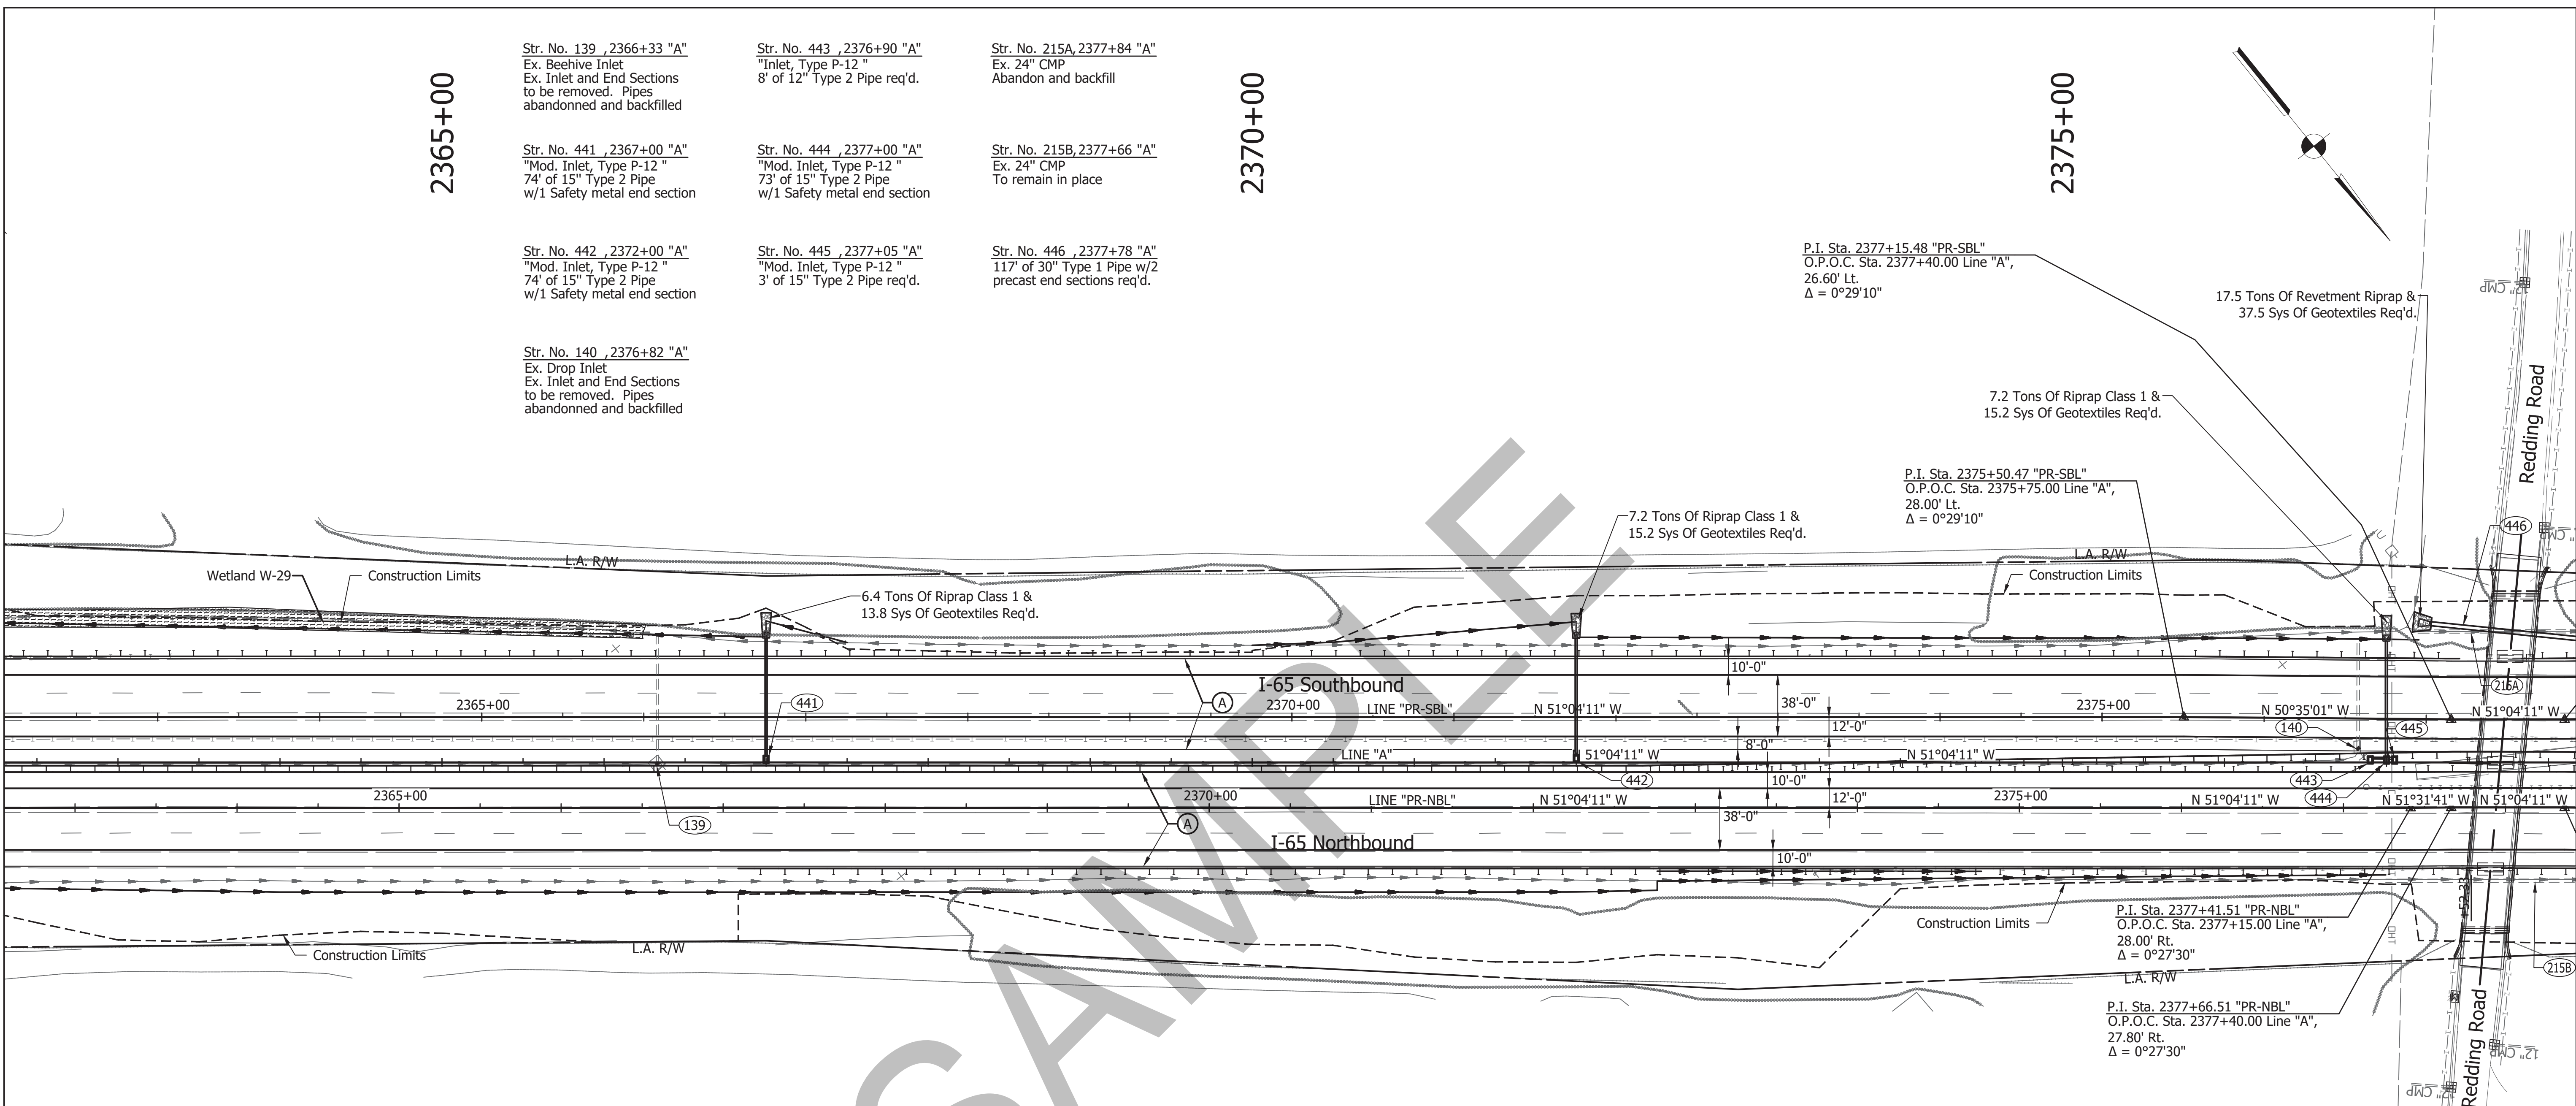 2365+00
Str. No. 139 ,2366+33 "A"
Ex. Beehive Inlet
Ex. Inlet and End Sections
to be removed.  Pipes
abandonned and backfilled
Str. No. 441 ,2367+00 "A"
"Mod. Inlet, Type P-12 "
74' of 15" Type 2 Pipe
w/1 Safety metal end section
Str. No. 442 ,2372+00 "A"
"Mod. Inlet, Type P-12 "
74' of 15" Type 2 Pipe
w/1 Safety metal end section
Str. No. 140 ,2376+82 "A"
Ex. Drop Inlet
Ex. Inlet and End Sections
to be removed.  Pipes
abandonned and backfilled
Str. No. 443 ,2376+90 "A"
"Inlet, Type P-12 "
8' of 12" Type 2 Pipe req'd.
Str. No. 444 ,2377+00 "A"
"Mod. Inlet, Type P-12 "
73' of 15" Type 2 Pipe
w/1 Safety metal end section
Str. No. 445 ,2377+05 "A"
"Mod. Inlet, Type P-12 "
3' of 15" Type 2 Pipe req'd.
Str. No. 215A,2377+84 "A"
Ex. 24" CMP
Abandon and backfill
Str. No. 215B,2377+66 "A"
Ex. 24" CMP
To remain in place
Str. No. 446 ,2377+78 "A"
117' of 30" Type 1 Pipe w/2
precast end sections req'd.
2370+00
2375+00
P.I. Sta. 2377+15.48 "PR-SBL"
O.P.O.C. Sta. 2377+40.00 Line "A",
26.60' Lt.
Δ = 0°29'10"
17.5 Tons Of Revetment Riprap &
37.5 Sys Of Geotextiles Req'd.
12" CMP
Redding Road
7.2 Tons Of Riprap Class 1 &
15.2 Sys Of Geotextiles Req'd.
P.I. Sta. 2375+50.47 "PR-SBL"
O.P.O.C. Sta. 2375+75.00 Line "A",
28.00' Lt.
Δ = 0°29'10"
7.2 Tons Of Riprap Class 1 &
15.2 Sys Of Geotextiles Req'd.
446
CMP
L.A. R/W
L.A. R/W
Wetland W-29
Construction Limits
Construction Limits
6.4 Tons Of Riprap Class 1 &
13.8 Sys Of Geotextiles Req'd.
10'-0"
I-65 Southbound
A
215A
441
2365+00
2370+00
LINE "PR-SBL"
N 51°04'11" W
38'-0"
12'-0"
2375+00
N 50°35'01" W
N 51°04'11" W
140
445
8'-0"
LINE "A"
51°04'11" W
N 51°04'11" W
442
10'-0"
443
2365+00
2370+00
LINE "PR-NBL"
N 51°04'11" W
12'-0"
2375+00
N 51°04'11" W
444
N 51°31'41" W
N 51°04'11" W
139
A
38'-0"
I-65 Northbound
10'-0"
DHT
DHT
+52.33
Construction Limits
P.I. Sta. 2377+41.51 "PR-NBL"
O.P.O.C. Sta. 2377+15.00 Line "A",
28.00' Rt.
Δ = 0°27'30"
Construction Limits
L.A. R/W
L.A. R/W
215B
P.I. Sta. 2377+66.51 "PR-NBL"
O.P.O.C. Sta. 2377+40.00 Line "A",
27.80' Rt.
Δ = 0°27'30"
Redding Road
12" CMP
12" CMP
SAMPLE